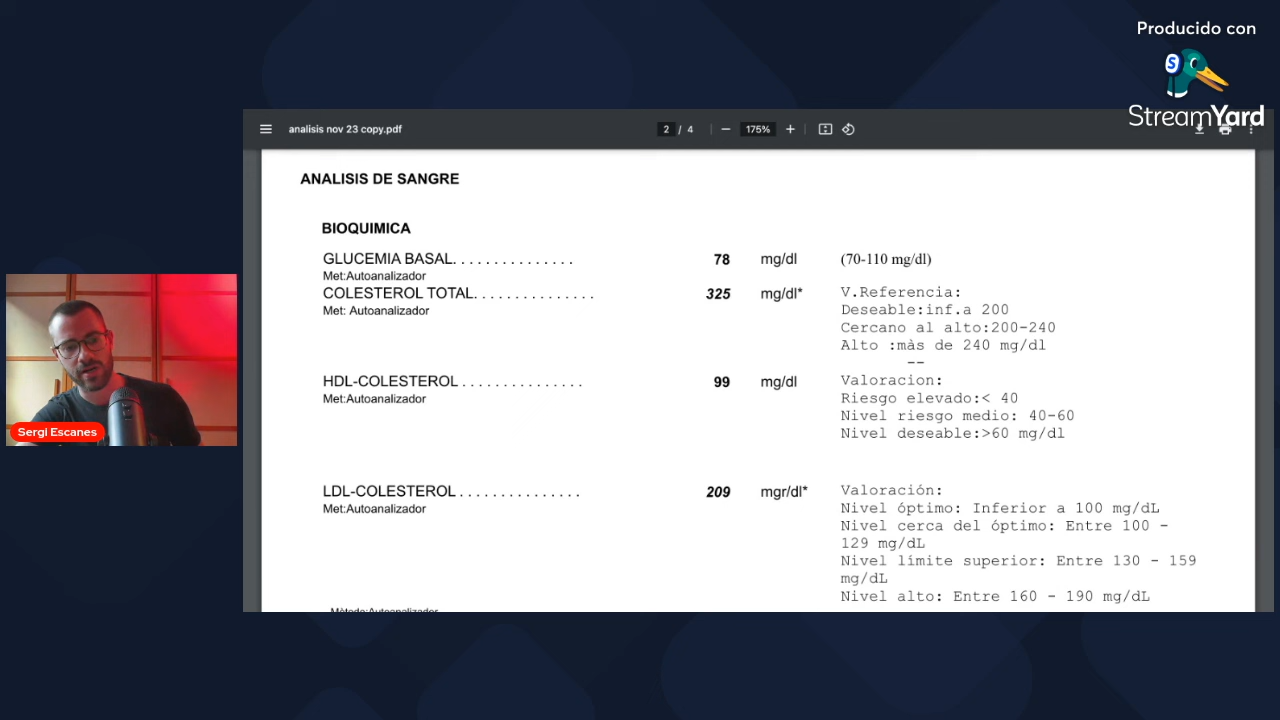 Producido con
StreamYard
analisis nov 23 copy.pdf
2 / 4
175%
ANALISIS DE SANGRE
BIOQUIMICA
GLUCEMIA BASAL. . . . . . . . . . . . . . . 78 mg/dl (70-110 mg/dl)
Met:Autoanalizador
COLESTEROL TOTAL. . . . . . . . . . . . . . . 325 mg/dl* V.Referencia:
Met: Autoanalizador
Deseable:inf.a 200
Cercano al alto:200-240
Alto :màs de 240 mg/dl
--
HDL-COLESTEROL . . . . . . . . . . . . . . . 99 mg/dl Valoracion:
Met:Autoanalizador
Riesgo elevado:< 40
Nivel riesgo medio: 40-60
Nivel deseable:>60 mg/dl
LDL-COLESTEROL . . . . . . . . . . . . . . . 209 mgr/dl* Valoración:
Met:Autoanalizador
Nivel óptimo: Inferior a 100 mg/dL
Nivel cerca del óptimo: Entre 100 -
129 mg/dL
Nivel límite superior: Entre 130 - 159
mg/dL
Nivel alto: Entre 160 - 190 mg/dL
Método:Autoanalizador
Sergi Escanes